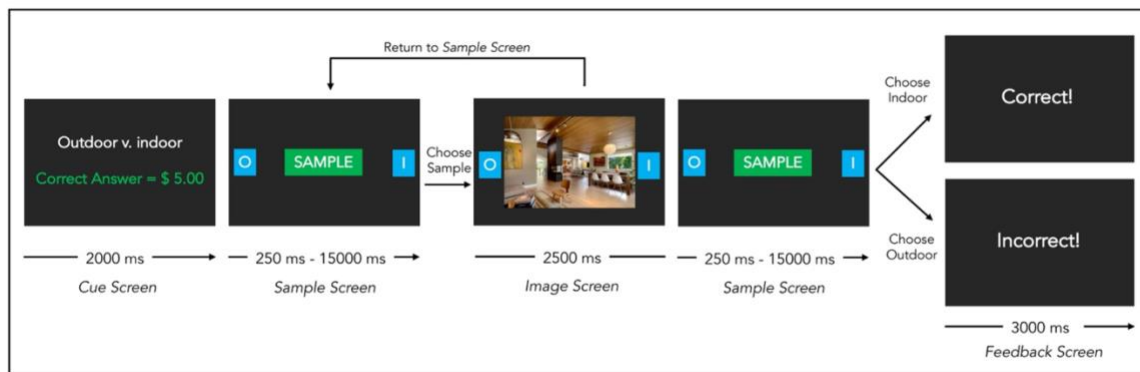 Return to Sample Screen
Outdoor v. indoor
Correct Answer = $ 5.00
O
SAMPLE
I
Choose
Sample
O
I
O
SAMPLE
I
Choose
Indoor
Choose
Outdoor
Correct!
Incorrect!
2000 ms
Cue Screen
250 ms - 15000 ms
Sample Screen
2500 ms
Image Screen
250 ms - 15000 ms
Sample Screen
3000 ms
Feedback Screen